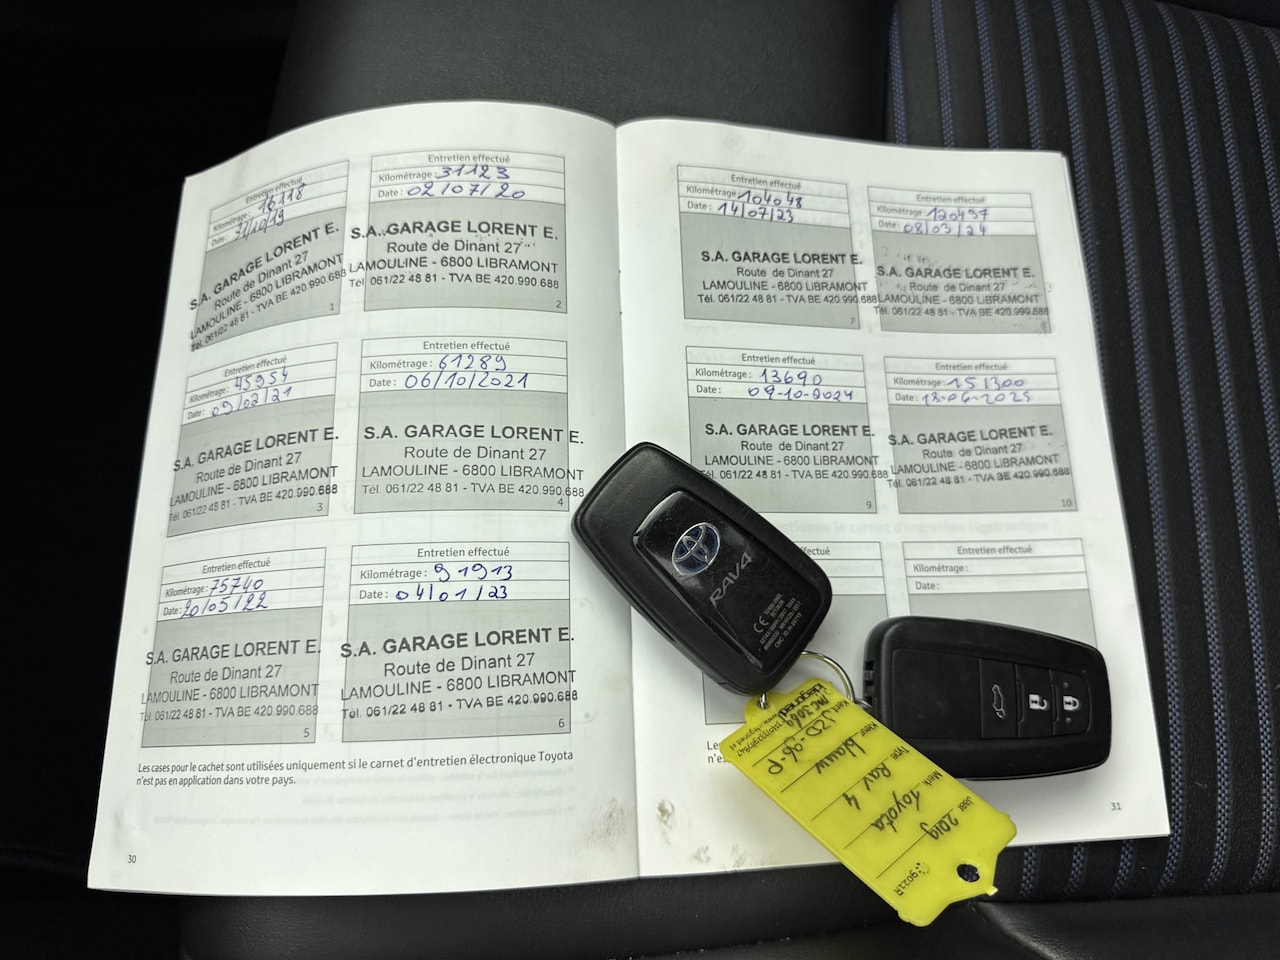 Entretien effectué
Kilométrage : 16118
Date : 31/10/19
S.A. GARAGE LORENT E.
Route de Dinant 27
LAMOULINE - 6800 LIBRAMONT
Tél. 061/22 48 81 - TVA BE 420.990.688
1
Entretien effectué
Kilométrage : 31123
Date : 02/07/20
S.A. GARAGE LORENT E.
Route de Dinant 27
LAMOULINE - 6800 LIBRAMONT
Tél. 061/22 48 81 - TVA BE 420.990.688
2
Entretien effectué
Kilométrage : 45954
Date : 09/02/21
S.A. GARAGE LORENT E.
Route de Dinant 27
LAMOULINE - 6800 LIBRAMONT
Tél. 061/22 48 81 - TVA BE 420.990.688
3
Entretien effectué
Kilométrage : 61289
Date : 06/10/2021
S.A. GARAGE LORENT E.
Route de Dinant 27
LAMOULINE - 6800 LIBRAMONT
Tél. 061/22 48 81 - TVA BE 420.990.688
4
Entretien effectué
Kilométrage : 75740
Date : 20/05/22
S.A. GARAGE LORENT E.
Route de Dinant 27
LAMOULINE - 6800 LIBRAMONT
Tél. 061/22 48 81 - TVA BE 420.990.688
5
Entretien effectué
Kilométrage : 91913
Date : 04/01/23
S.A. GARAGE LORENT E.
Route de Dinant 27
LAMOULINE - 6800 LIBRAMONT
Tél. 061/22 48 81 - TVA BE 420.990.688
6
Les cases pour le cachet sont utilisées uniquement si le carnet d'entretien électronique Toyota
n'est pas en application dans votre pays.
30
Entretien effectué
Kilométrage : 104048
Date : 14/07/23
S.A. GARAGE LORENT E.
Route de Dinant 27
LAMOULINE - 6800 LIBRAMONT
Tél. 061/22 48 81 - TVA BE 420.990.688
7
Entretien effectué
Kilométrage : 120497
Date : 08/03/24
S.A. GARAGE LORENT E.
Route de Dinant 27
LAMOULINE - 6800 LIBRAMONT
Tél. 061/22 48 81 - TVA BE 420.990.688
8
Entretien effectué
Kilométrage : 13690
Date : 09-10-2024
S.A. GARAGE LORENT E.
Route de Dinant 27
LAMOULINE - 6800 LIBRAMONT
Tél. 061/22 48 81 - TVA BE 420.990.688
9
Entretien effectué
Kilométrage : 151300
Date : 18-06-2025
S.A. GARAGE LORENT E.
Route de Dinant 27
LAMOULINE - 6800 LIBRAMONT
Tél. 061/22 48 81 - TVA BE 420.990.688
10
effectué
Entretien effectué
Kilométrage :
Date :
31
RAV4
CE
Jaar 2019
Merk Toyota
Type Rav 4
Kleur blauw
Kent. JZD-06-P